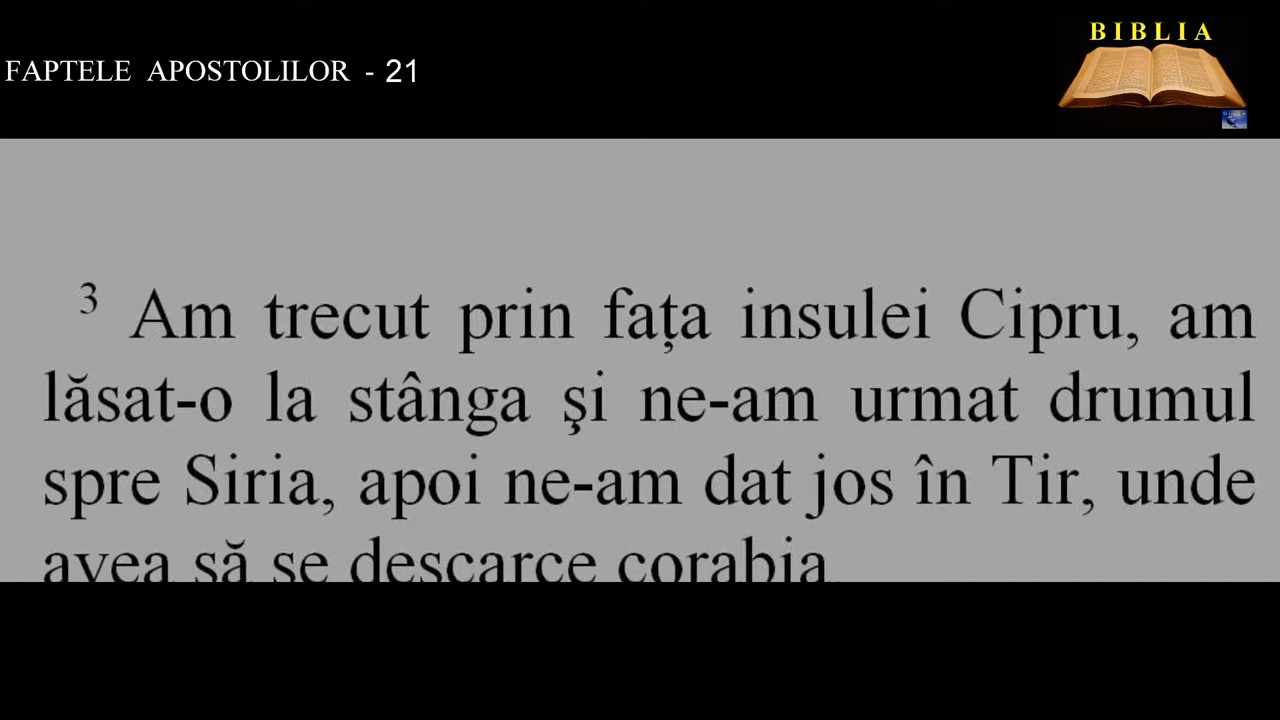 BIBLIA
FAPTELE APOSTOLILOR - 21
3 Am trecut prin faţa insulei Cipru, am
lăsat-o la stânga şi ne-am urmat drumul
spre Siria, apoi ne-am dat jos în Tir, unde
avea să se descarce corabia